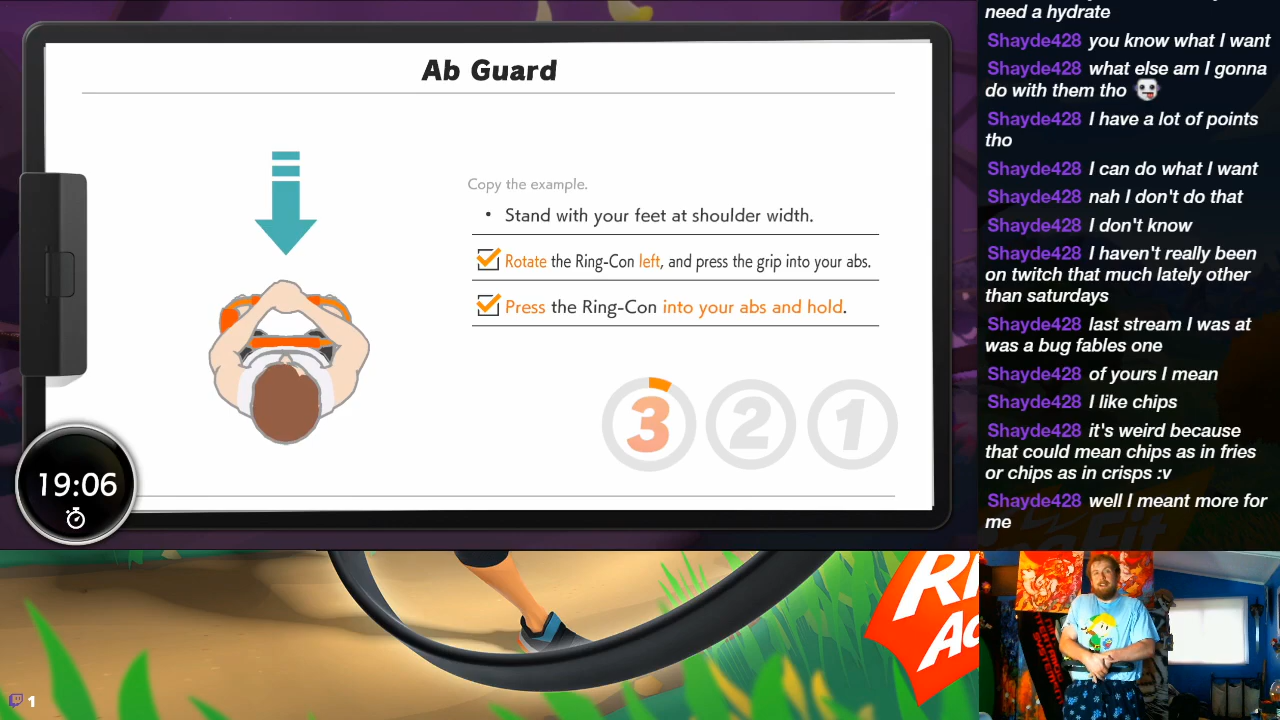 Ab Guard
Copy the example.
• Stand with your feet at shoulder width.
Rotate the Ring-Con left, and press the grip into your abs.
Press the Ring-Con into your abs and hold.
3 2 1
19:06
1
need a hydrate
Shayde428 you know what I want
Shayde428 what else am I gonna
do with them tho
Shayde428 I have a lot of points
tho
Shayde428 I can do what I want
Shayde428 nah I don't do that
Shayde428 I don't know
Shayde428 I haven't really been
on twitch that much lately other
than saturdays
Shayde428 last stream I was at
was a bug fables one
Shayde428 of yours I mean
Shayde428 I like chips
Shayde428 it's weird because
that could mean chips as in fries
or chips as in crisps :v
Shayde428 well I meant more for
me